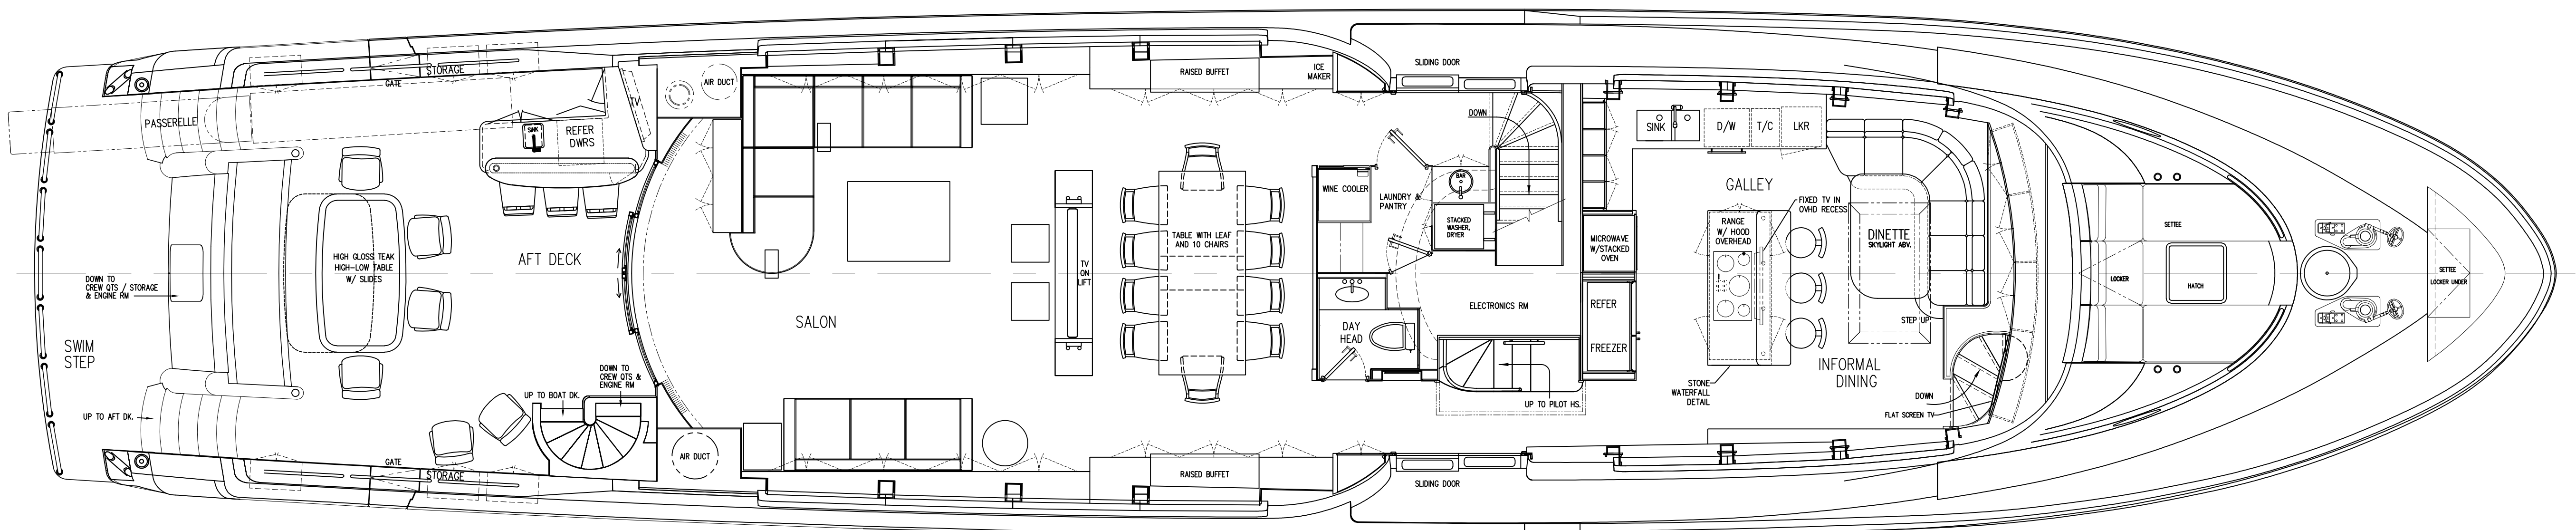 SWIM
STEP
DOWN TO
CREW QTS / STORAGE
& ENGINE RM
UP TO AFT DK.
PASSERELLE
STORAGE
GATE
HIGH GLOSS TEAK
HIGH-LOW TABLE
W/ SLIDES
GATE
STORAGE
AFT DECK
SINK
REFER
DWRS
TV
UP TO BOAT DK.
DOWN TO
CREW QTS &
ENGINE RM
AIR DUCT
AIR DUCT
SALON
TV
ON
LIFT
RAISED BUFFET
ICE
MAKER
TABLE WITH LEAF
AND 10 CHAIRS
RAISED BUFFET
SLIDING DOOR
DOWN
WINE COOLER
LAUNDRY &
PANTRY
BAR
STACKED
WASHER,
DRYER
DAY
HEAD
ELECTRONICS RM
UP TO PILOT HS.
SLIDING DOOR
MICROWAVE
W/STACKED
OVEN
REFER
FREEZER
SINK
D/W
T/C
LKR
GALLEY
RANGE
W/ HOOD
OVERHEAD
FIXED TV IN
OVHD RECESS
STONE
WATERFALL
DETAIL
DINETTE
SKYLIGHT ABV.
STEP UP
INFORMAL
DINING
DOWN
FLAT SCREEN TV
SETTEE
LOCKER
HATCH
SETTEE
LOCKER UNDER